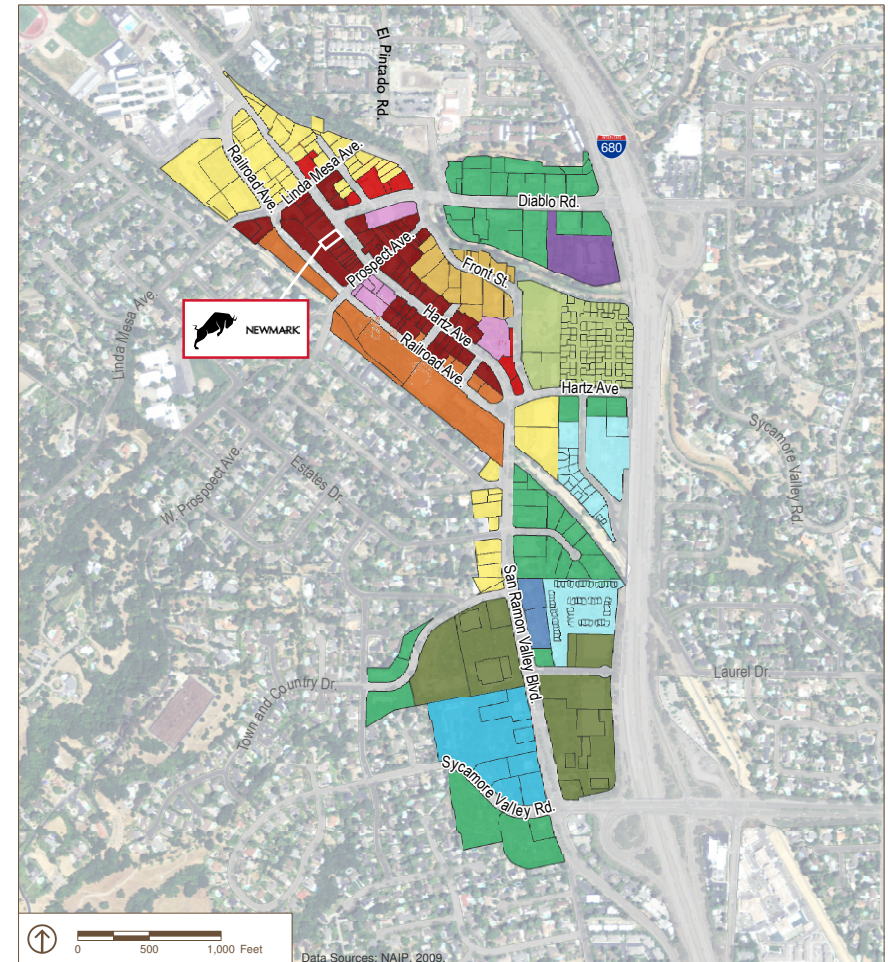 El Pintado Rd.
680
Linda Mesa Ave.
Railroad Ave.
Diablo Rd.
Prospect Ave.
Front St.
NEWMARK
Linda Mesa Ave.
Hartz Ave
Railroad Ave.
Hartz Ave
Sycamore Valley Rd.
W. Prospoect Ave.
Estates Dr.
San Ramon Valley Blvd.
Laurel Dr.
Town and Country Dr.
Sycamore Valley Rd.
0 500 1,000 Feet
Data Sources: NAIP, 2009.